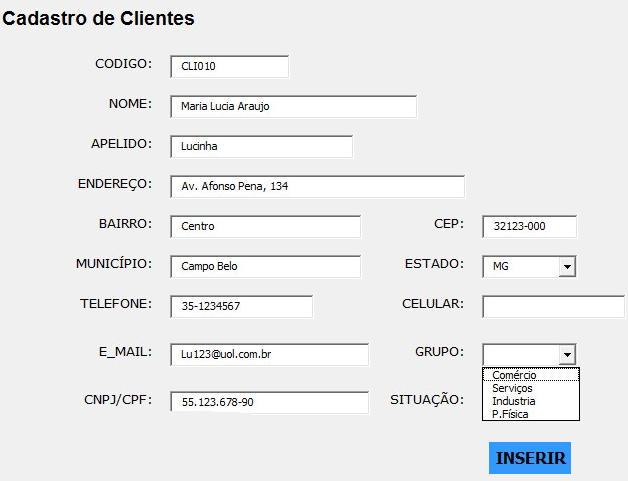 Cadastro de Clientes
CODIGO: CLI010
NOME: Maria Lucia Araujo
APELIDO: Lucinha
ENDEREÇO: Av. Afonso Pena, 134
BAIRRO: Centro CEP: 32123-000
MUNICÍPIO: Campo Belo ESTADO: MG
TELEFONE: 35-1234567 CELULAR:
E_MAIL: Lu123@uol.com.br GRUPO:
Comércio
Serviços
Industria
P.Física
CNPJ/CPF: 55.123.678-90 SITUAÇÃO:
INSERIR